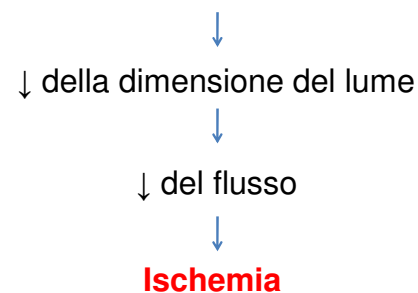 ↓ della dimensione del lume
↓ del flusso
Ischemia